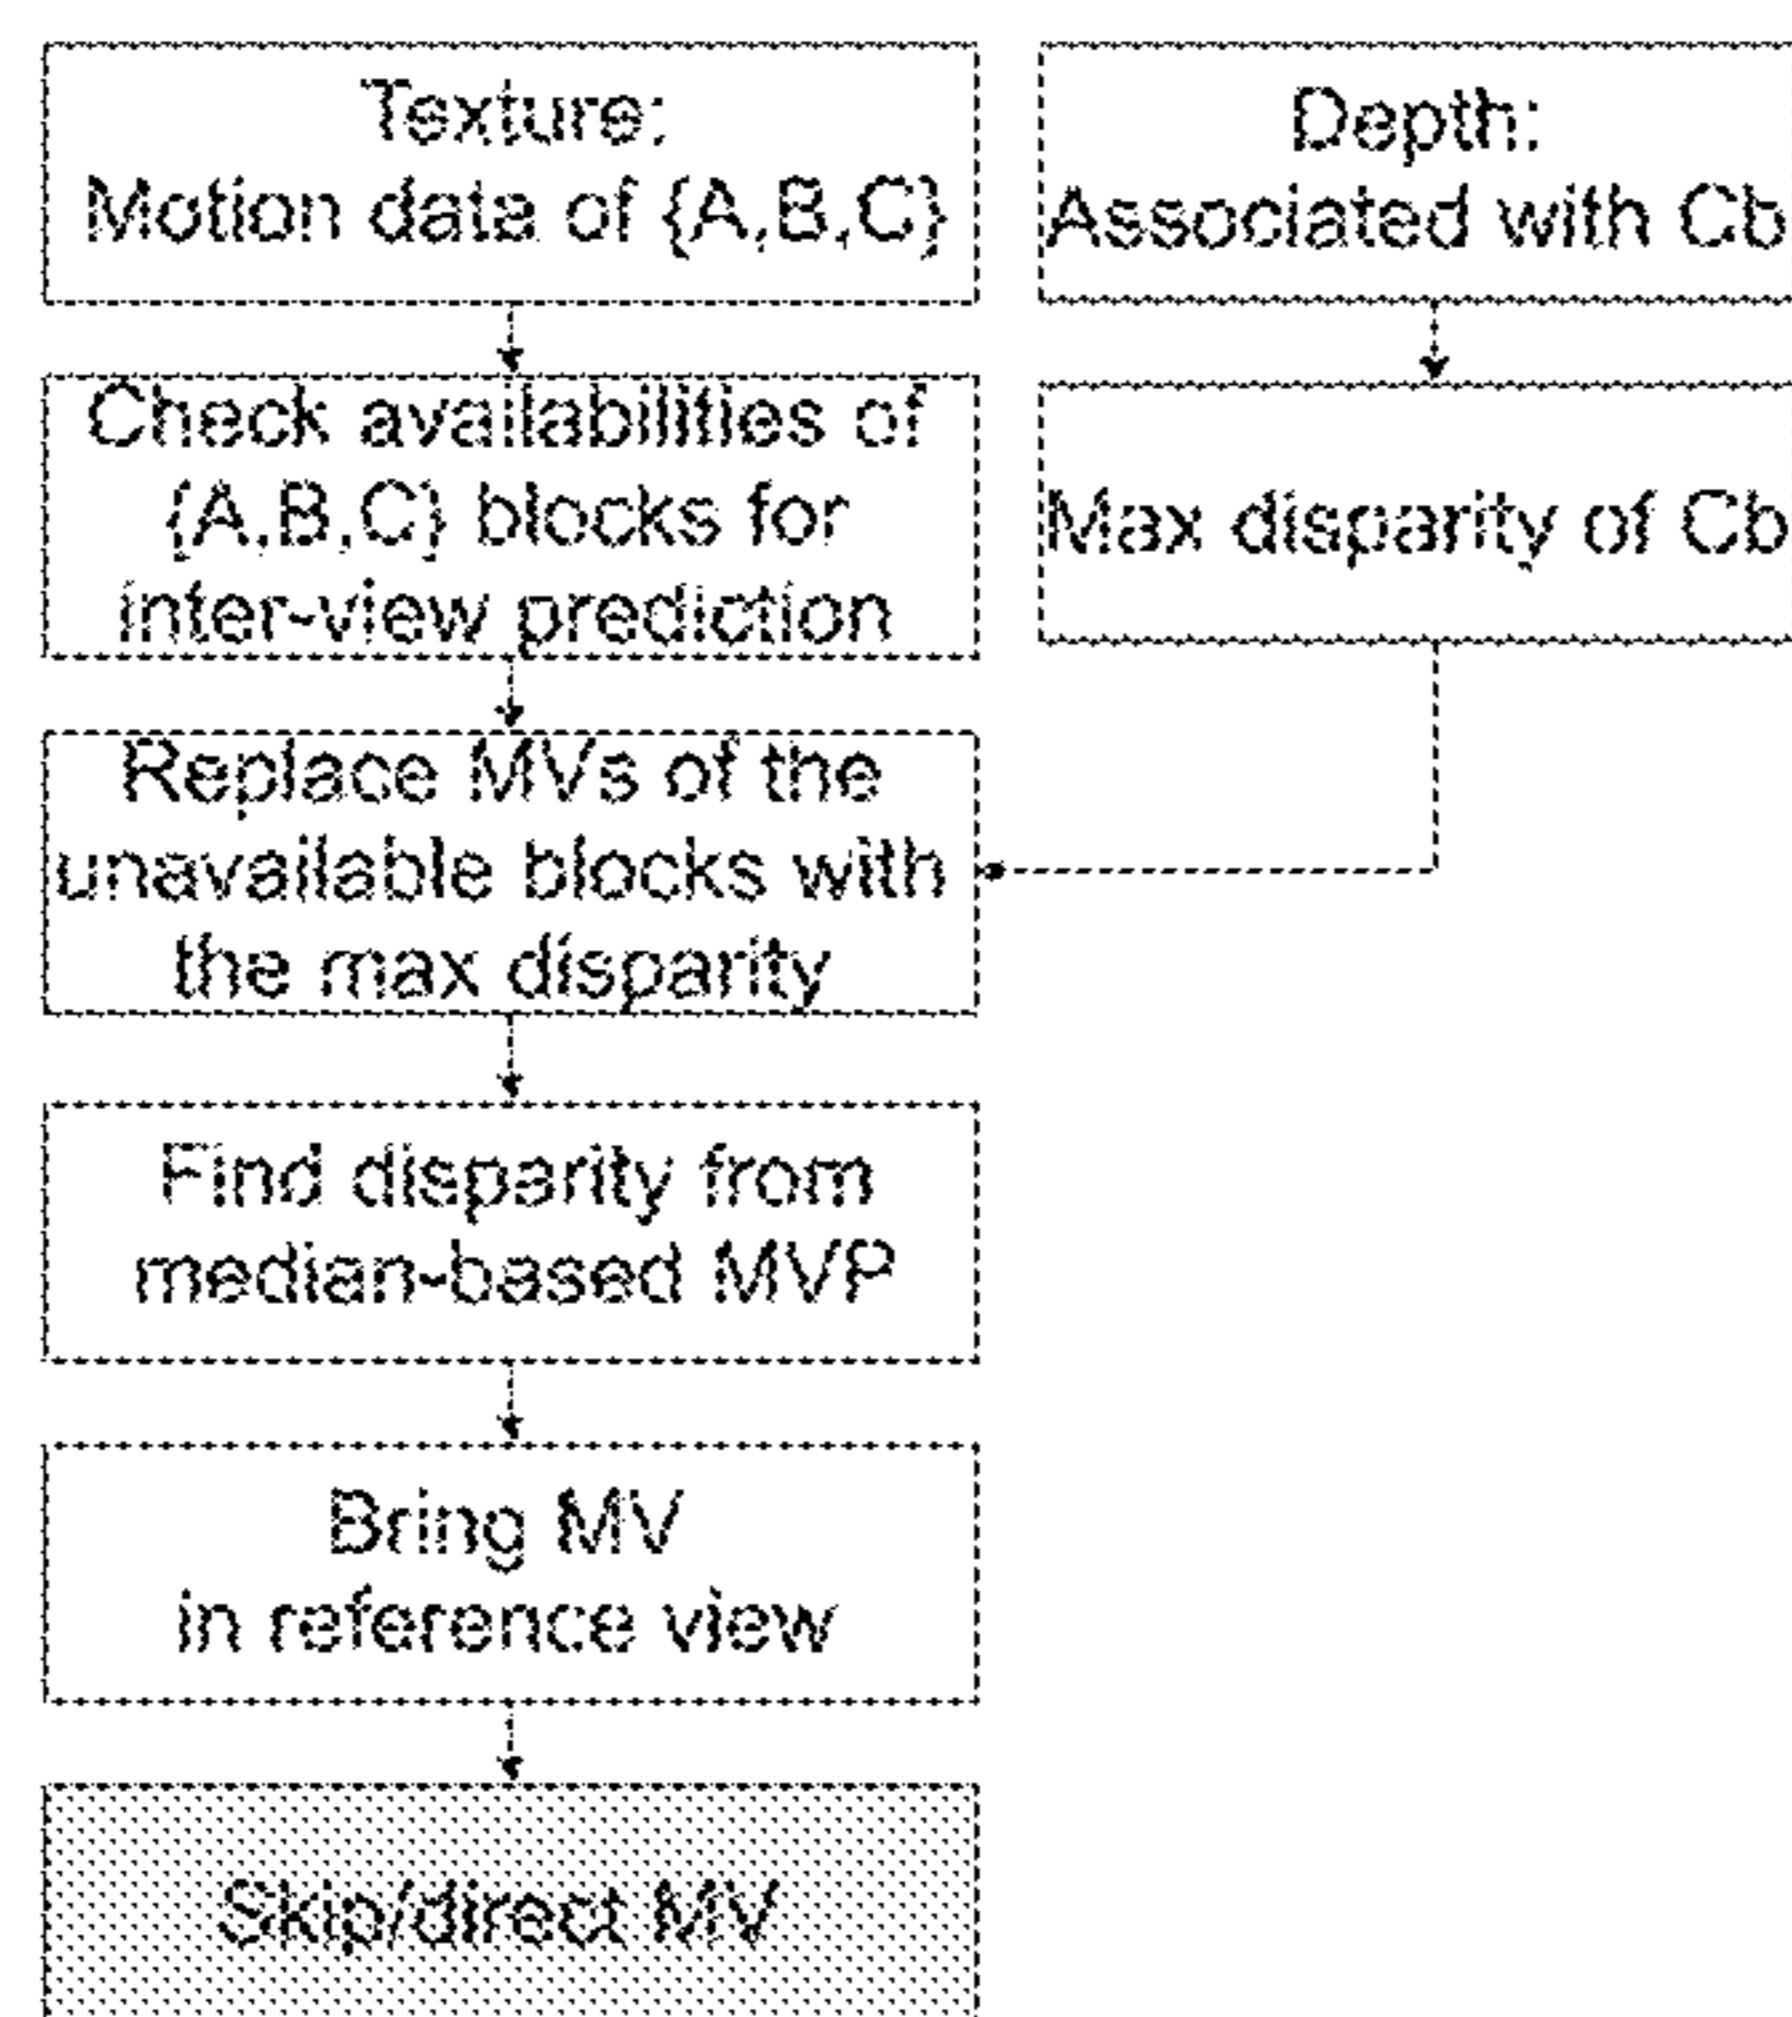 Texture:
Motion data of {A,B,C}
Depth:
Associated with Cb
Check availabilities of
{A,B,C} blocks for
inter-view prediction
Max disparity of Cb
Replace MVs of the
unavailable blocks with
the max disparity
Find disparity from
median-based MVP
Bring MV
in reference view
Skip/direct MV